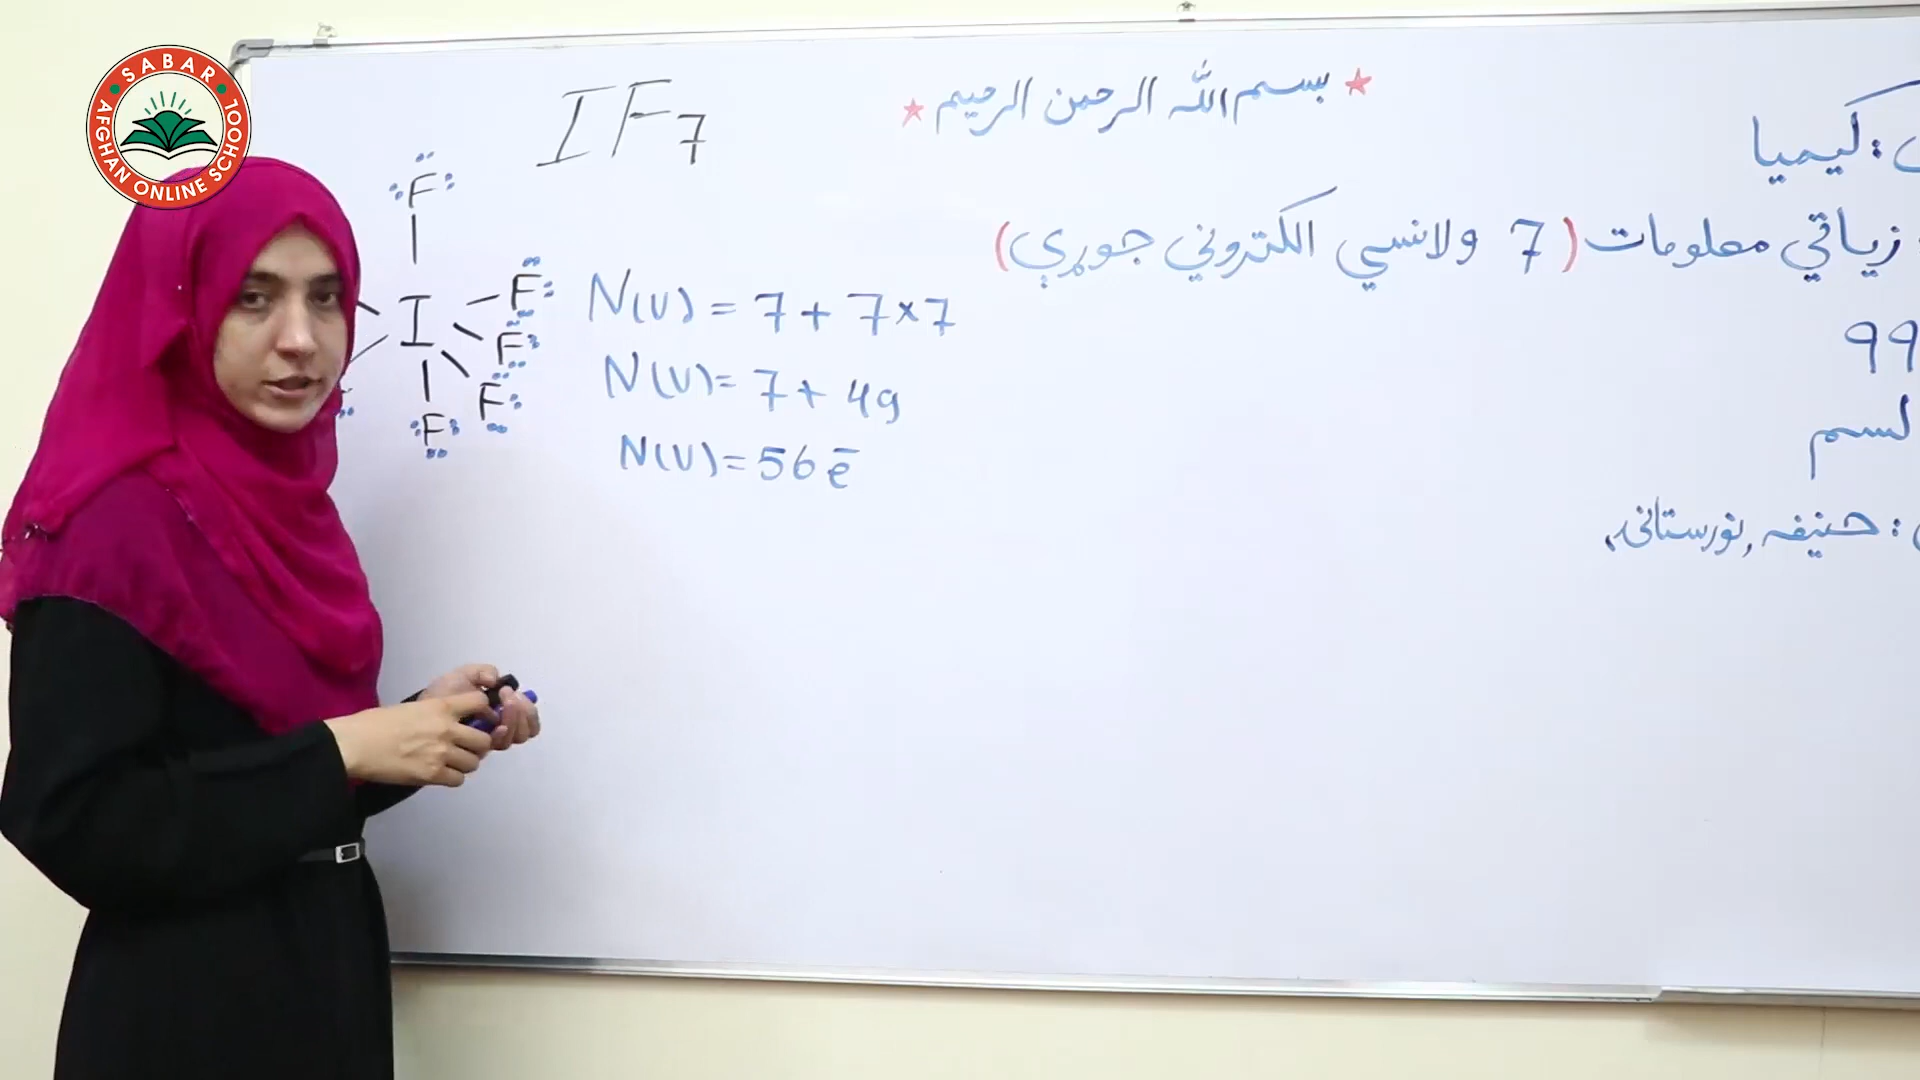 SABAR
AFGHAN ONLINE SCHOOL
★ بسم الله الرحمن الرحيم ★
: کیمیا
زیاتي معلومات (7 ولانسي الکتروني جوړي)
99
لسم
: حنیفه نورستانی
IF₇
F
I F
F
F
F
N(V) = 7 + 7×7
N(V) = 7 + 49
N(V) = 56 e̅